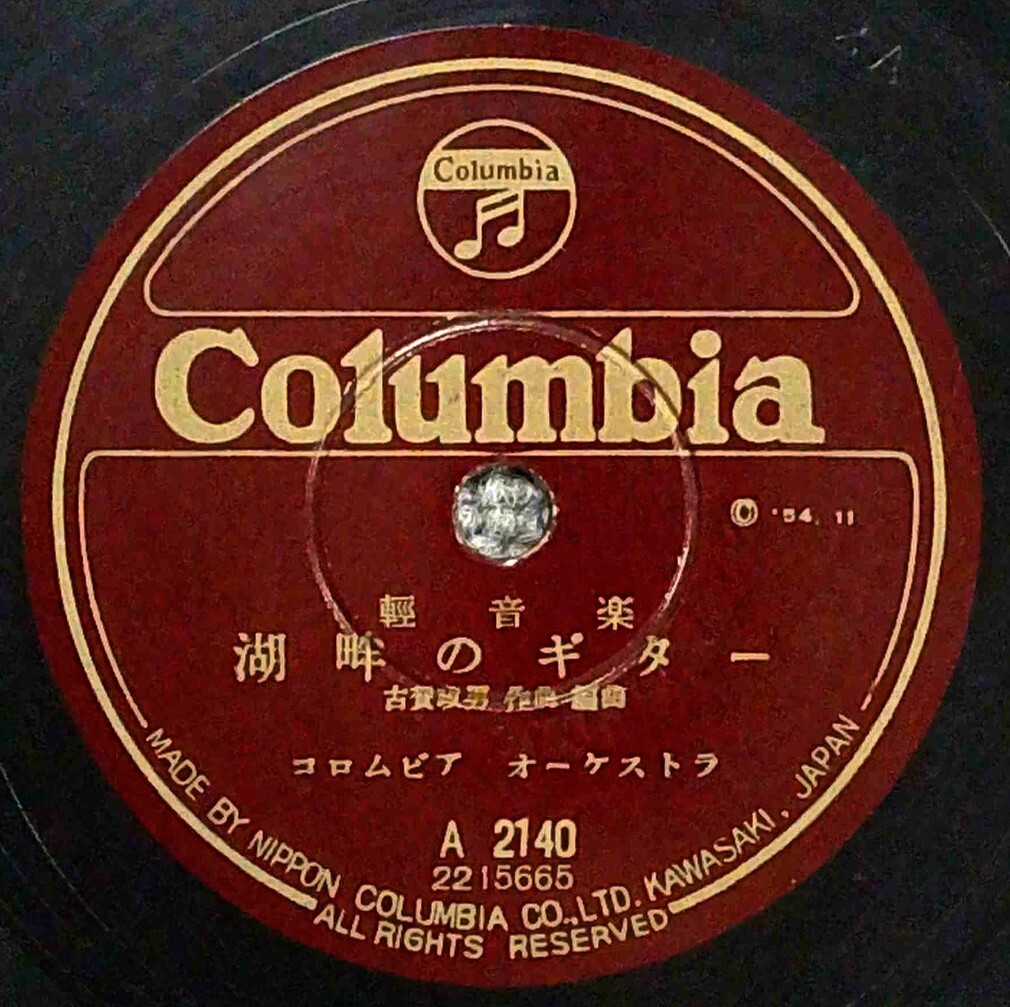 Columbia
Columbia
Ⓒ '54. 11
輕音楽
湖畔のギター
古賀政男 作曲 編曲
コロムビア オーケストラ
A 2140
2215665
MADE BY NIPPON COLUMBIA CO.,LTD. KAWASAKI, JAPAN
ALL RIGHTS RESERVED